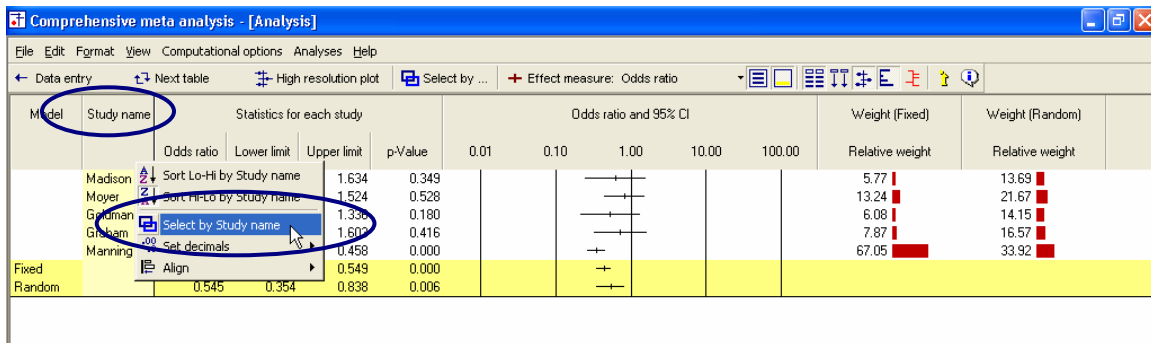 Comprehensive meta analysis - [Analysis]
File Edit Format View Computational options Analyses Help
← Data entry Next table High resolution plot Select by ... + Effect measure: Odds ratio
Model Study name Statistics for each study Odds ratio and 95% CI Weight (Fixed) Weight (Random)
Odds ratio Lower limit Upper limit p-Value 0.01 0.10 1.00 10.00 100.00 Relative weight Relative weight
Madison 1.634 0.349 5.77 13.69
Moyer 1.524 0.528 13.24 21.67
Goldman 0.180 6.08 14.15
Graham 0.416 7.87 16.57
Manning 0.458 0.000 67.05 33.92
Fixed 0.549 0.000
Random 0.545 0.354 0.838 0.006
Sort Lo-Hi by Study name
Sort Hi-Lo by Study name
Select by Study name
Set decimals
Align